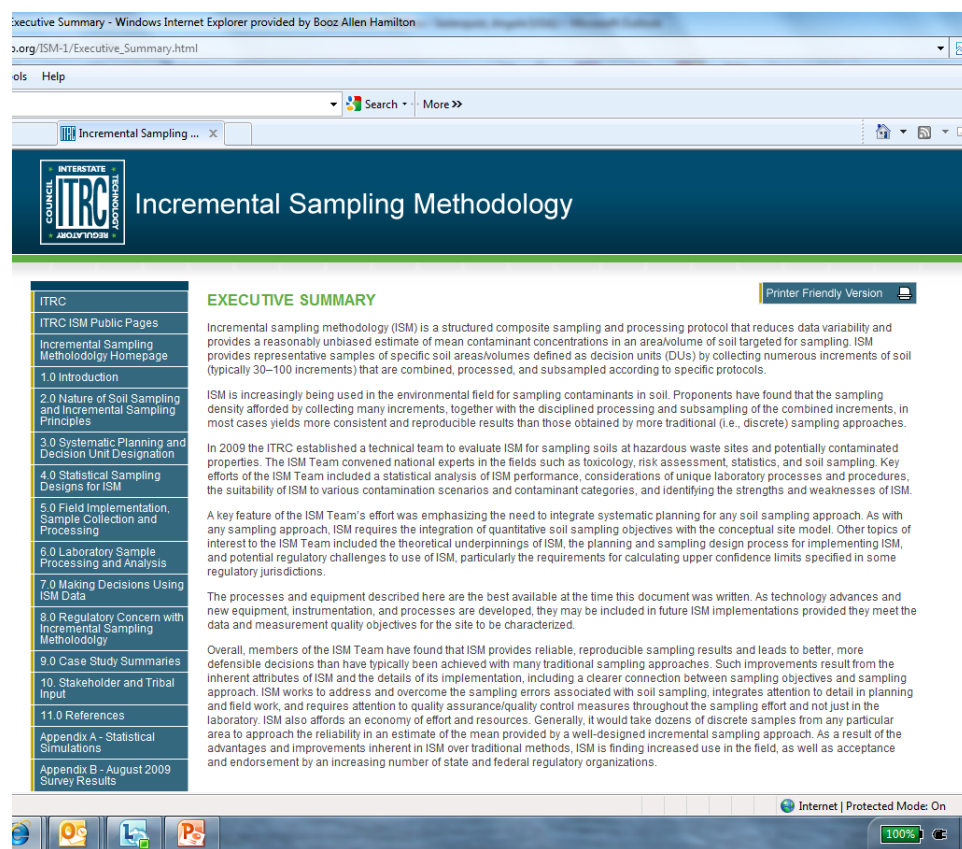 xecutive Summary - Windows Internet Explorer provided by Booz Allen Hamilton
o.org/ISM-1/Executive_Summary.html
ols Help
Search More >>
Incremental Sampling ... X
INTERSTATE
COUNCIL ITRC TECHNOLOGY
REGULATORY
Incremental Sampling Methodology
ITRC
ITRC ISM Public Pages
Incremental Sampling
Metholodolgy Homepage
1.0 Introduction
2.0 Nature of Soil Sampling
and Incremental Sampling
Principles
3.0 Systematic Planning and
Decision Unit Designation
4.0 Statistical Sampling
Designs for ISM
5.0 Field Implementation,
Sample Collection and
Processing
6.0 Laboratory Sample
Processing and Analysis
7.0 Making Decisions Using
ISM Data
8.0 Regulatory Concern with
Incremental Sampling
Metholodolgy
9.0 Case Study Summaries
10. Stakeholder and Tribal
Input
11.0 References
Appendix A - Statistical
Simulations
Appendix B - August 2009
Survey Results
EXECUTIVE SUMMARY
Printer Friendly Version
Incremental sampling methodology (ISM) is a structured composite sampling and processing protocol that reduces data variability and
provides a reasonably unbiased estimate of mean contaminant concentrations in an area/volume of soil targeted for sampling. ISM
provides representative samples of specific soil areas/volumes defined as decision units (DUs) by collecting numerous increments of soil
(typically 30–100 increments) that are combined, processed, and subsampled according to specific protocols.
ISM is increasingly being used in the environmental field for sampling contaminants in soil. Proponents have found that the sampling
density afforded by collecting many increments, together with the disciplined processing and subsampling of the combined increments, in
most cases yields more consistent and reproducible results than those obtained by more traditional (i.e., discrete) sampling approaches.
In 2009 the ITRC established a technical team to evaluate ISM for sampling soils at hazardous waste sites and potentially contaminated
properties. The ISM Team convened national experts in the fields such as toxicology, risk assessment, statistics, and soil sampling. Key
efforts of the ISM Team included a statistical analysis of ISM performance, considerations of unique laboratory processes and procedures,
the suitability of ISM to various contamination scenarios and contaminant categories, and identifying the strengths and weaknesses of ISM.
A key feature of the ISM Team's effort was emphasizing the need to integrate systematic planning for any soil sampling approach. As with
any sampling approach, ISM requires the integration of quantitative soil sampling objectives with the conceptual site model. Other topics of
interest to the ISM Team included the theoretical underpinnings of ISM, the planning and sampling design process for implementing ISM,
and potential regulatory challenges to use of ISM, particularly the requirements for calculating upper confidence limits specified in some
regulatory jurisdictions.
The processes and equipment described here are the best available at the time this document was written. As technology advances and
new equipment, instrumentation, and processes are developed, they may be included in future ISM implementations provided they meet the
data and measurement quality objectives for the site to be characterized.
Overall, members of the ISM Team have found that ISM provides reliable, reproducible sampling results and leads to better, more
defensible decisions than have typically been achieved with many traditional sampling approaches. Such improvements result from the
inherent attributes of ISM and the details of its implementation, including a clearer connection between sampling objectives and sampling
approach. ISM works to address and overcome the sampling errors associated with soil sampling, integrates attention to detail in planning
and field work, and requires attention to quality assurance/quality control measures throughout the sampling effort and not just in the
laboratory. ISM also affords an economy of effort and resources. Generally, it would take dozens of discrete samples from any particular
area to approach the reliability in an estimate of the mean provided by a well-designed incremental sampling approach. As a result of the
advantages and improvements inherent in ISM over traditional methods, ISM is finding increased use in the field, as well as acceptance
and endorsement by an increasing number of state and federal regulatory organizations.
Internet | Protected Mode: On
100%